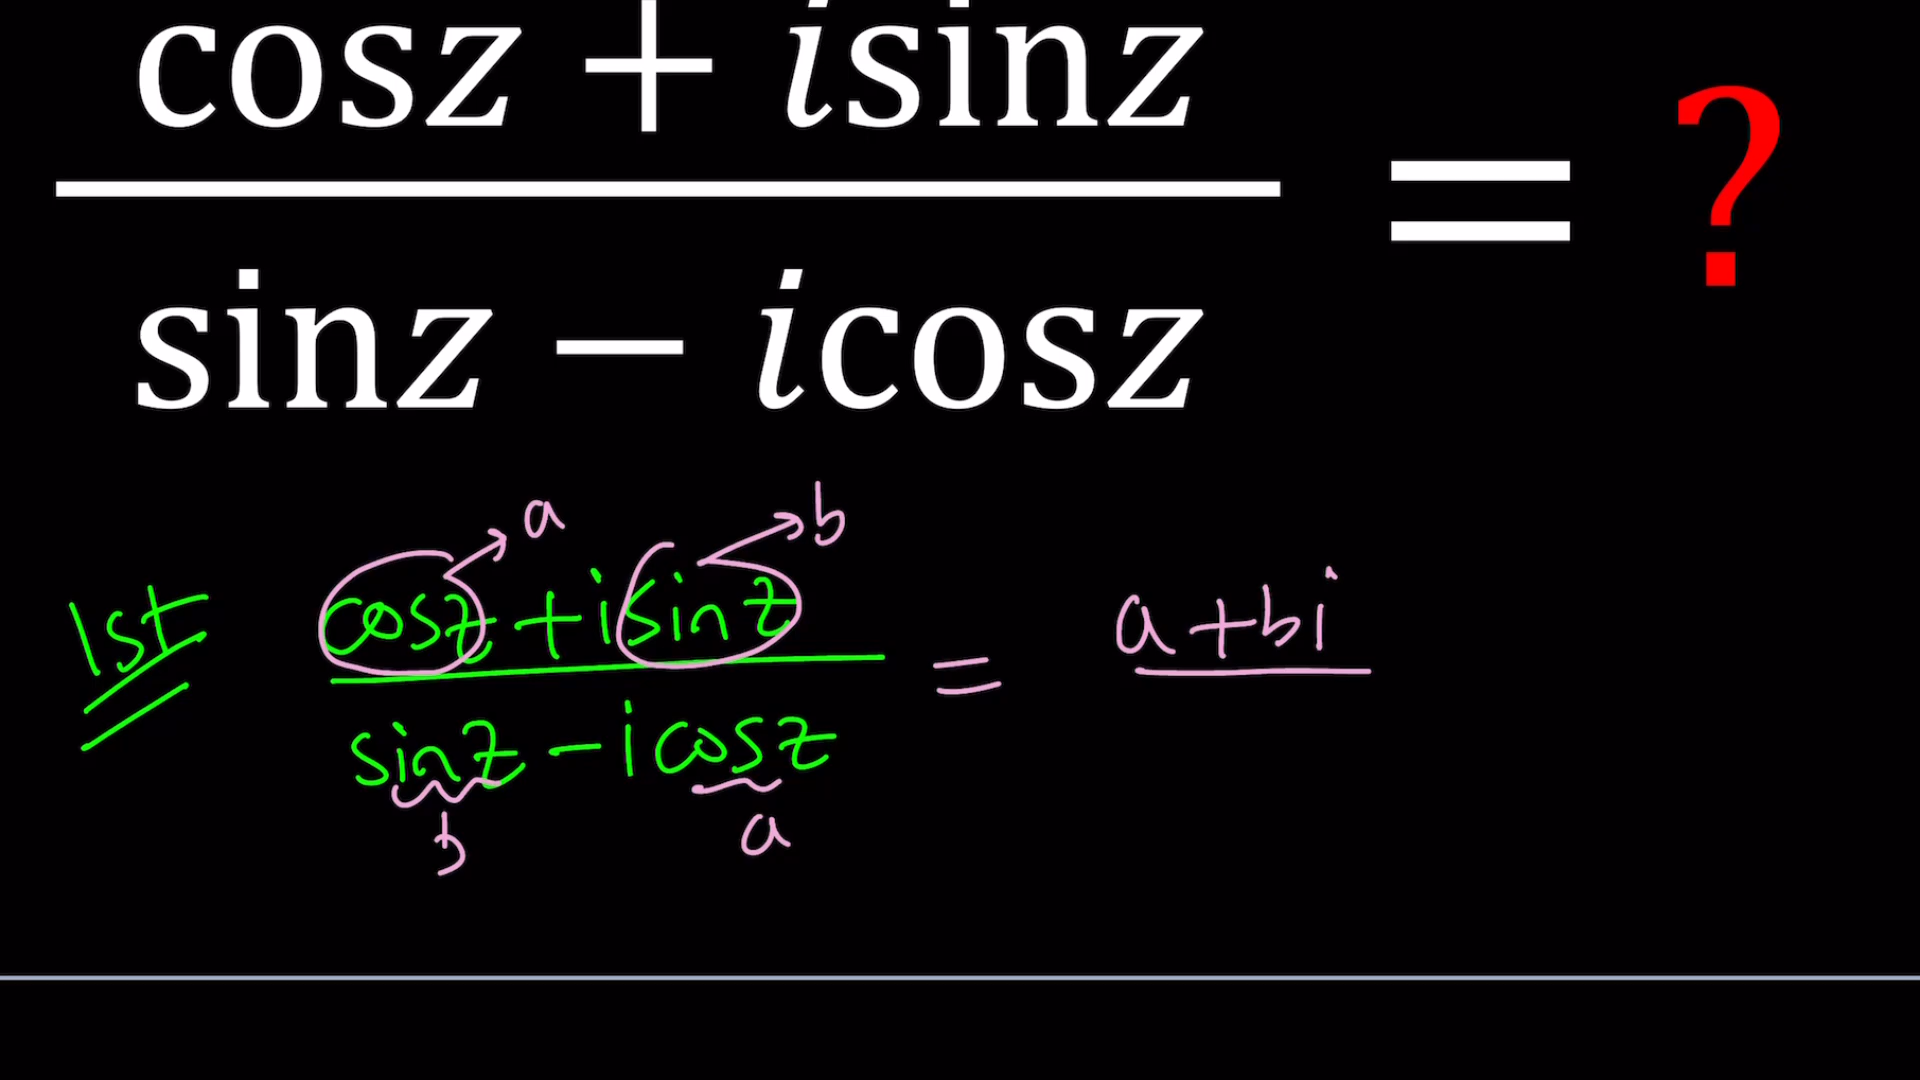 cosz + isinz
= ?
sinz − icosz
a
b
1st
cosz + isinz
= a + bi
sinz − icosz
b
a